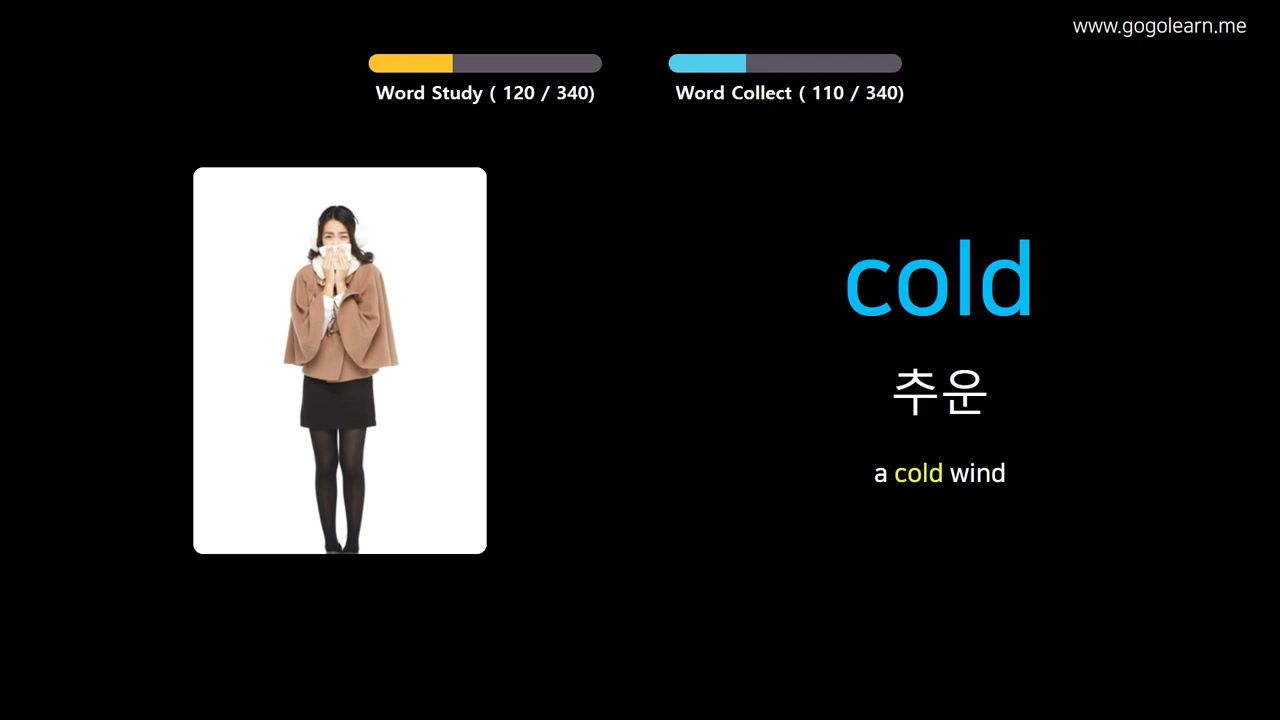 www.gogolearn.me
Word Study ( 120 / 340)
Word Collect ( 110 / 340)
cold
추운
a cold wind